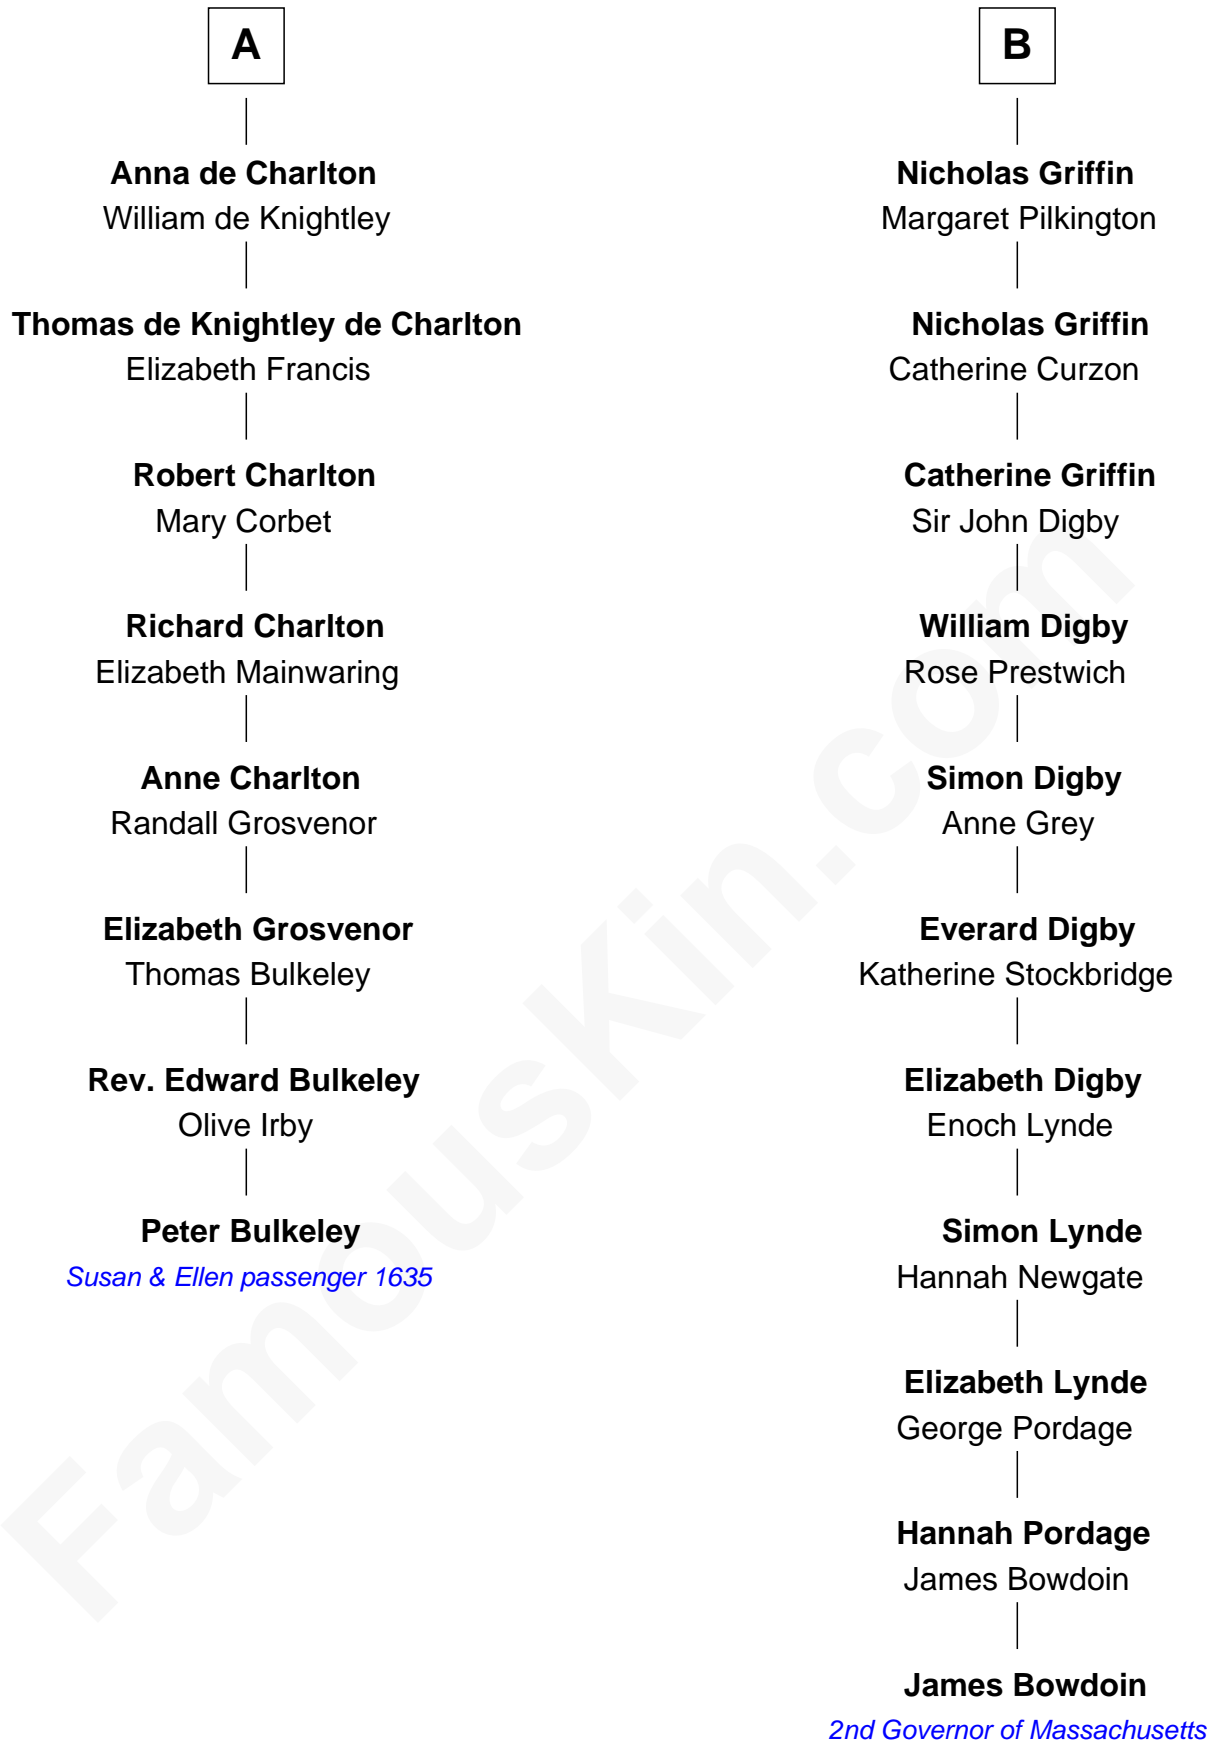 A
Anna de Charlton
William de Knightley
Thomas de Knightley de Charlton
Elizabeth Francis
Robert Charlton
Mary Corbet
Richard Charlton
Elizabeth Mainwaring
Anne Charlton
Randall Grosvenor
Elizabeth Grosvenor
Thomas Bulkeley
Rev. Edward Bulkeley
Olive Irby
Peter Bulkeley
Susan & Ellen passenger 1635
B
Nicholas Griffin
Margaret Pilkington
Nicholas Griffin
Catherine Curzon
Catherine Griffin
Sir John Digby
William Digby
Rose Prestwich
Simon Digby
Anne Grey
Everard Digby
Katherine Stockbridge
Elizabeth Digby
Enoch Lynde
Simon Lynde
Hannah Newgate
Elizabeth Lynde
George Pordage
Hannah Pordage
James Bowdoin
James Bowdoin
2nd Governor of Massachusetts
FamousKin.com